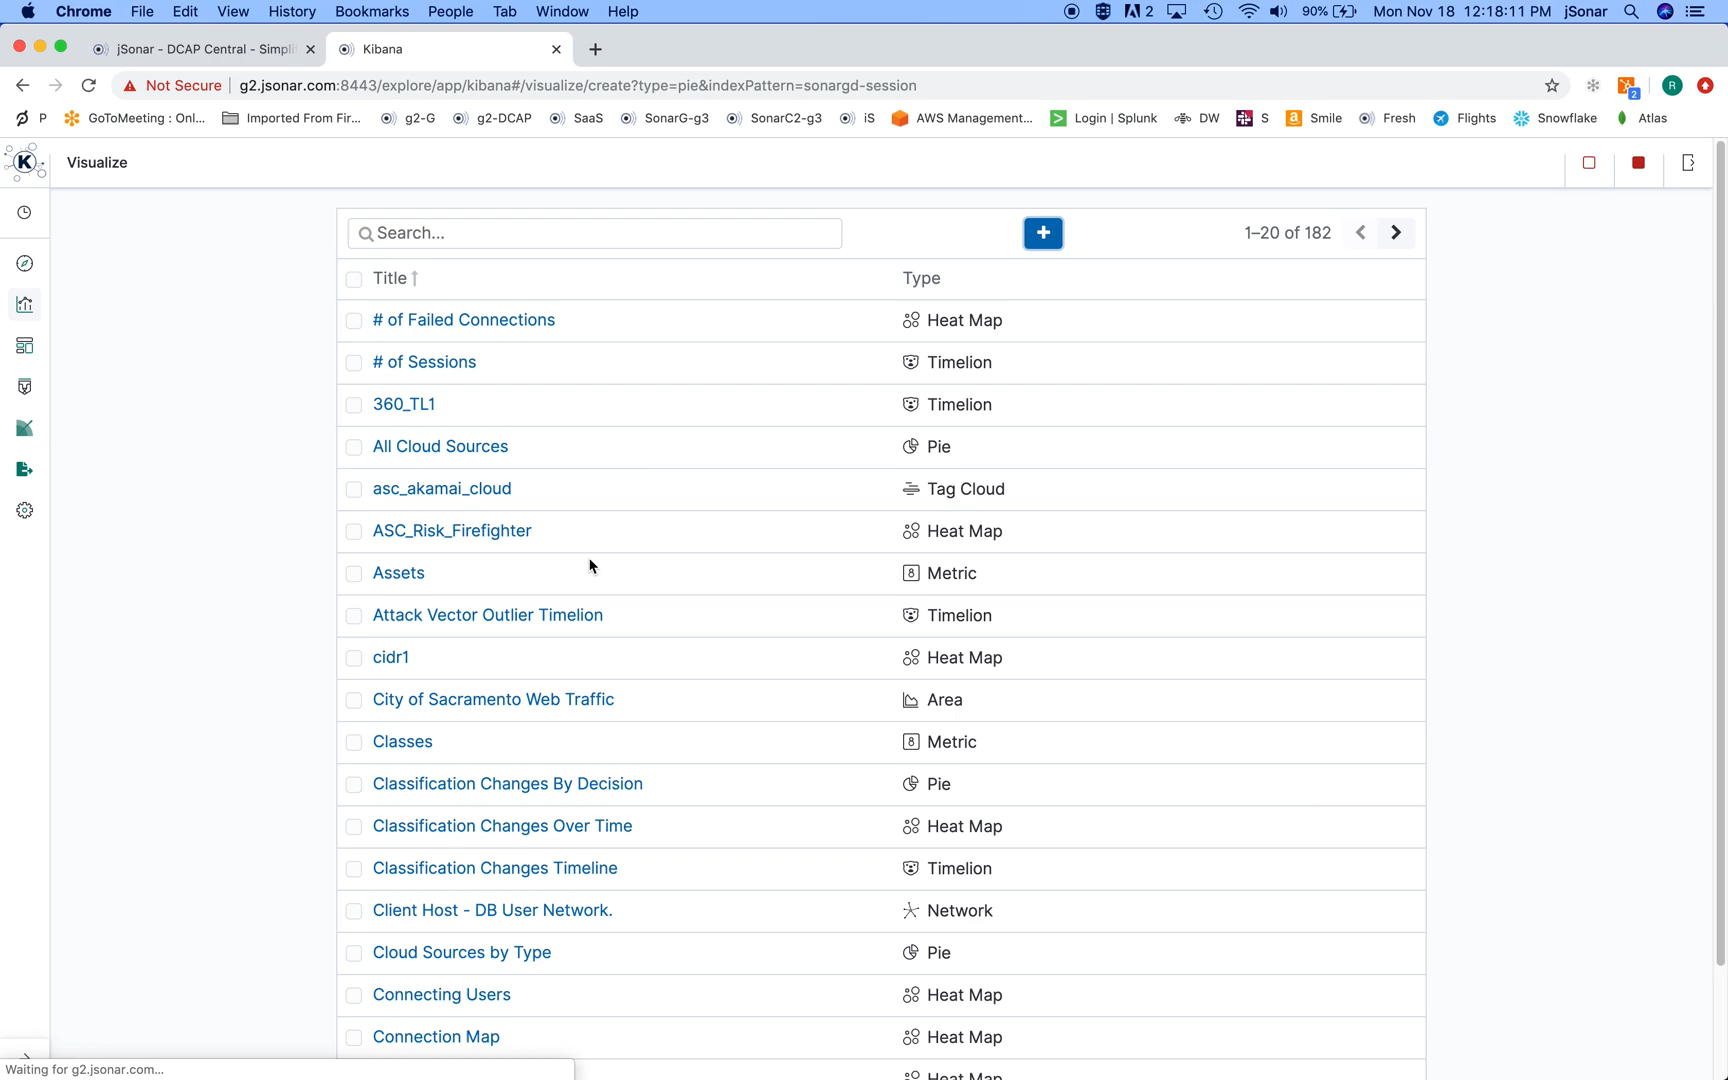 Chrome File Edit View History Bookmarks People Tab Window Help 2 90% Mon Nov 18 12:18:11 PM jSonar
jSonar - DCAP Central - Simpli Kibana
Not Secure g2.jsonar.com:8443/explore/app/kibana#/visualize/create?type=pie&indexPattern=sonargd-session 2 R
P GoToMeeting : Onl... Imported From Fir... g2-G g2-DCAP SaaS SonarG-g3 SonarC2-g3 iS AWS Management... Login | Splunk DW S Smile Fresh Flights Snowflake Atlas
K Visualize
Search... + 1–20 of 182
Title Type
# of Failed Connections Heat Map
# of Sessions Timelion
360_TL1 Timelion
All Cloud Sources Pie
asc_akamai_cloud Tag Cloud
ASC_Risk_Firefighter Heat Map
Assets 8 Metric
Attack Vector Outlier Timelion Timelion
cidr1 Heat Map
City of Sacramento Web Traffic Area
Classes 8 Metric
Classification Changes By Decision Pie
Classification Changes Over Time Heat Map
Classification Changes Timeline Timelion
Client Host - DB User Network. Network
Cloud Sources by Type Pie
Connecting Users Heat Map
Connection Map Heat Map
Heat Map
Waiting for g2.jsonar.com...